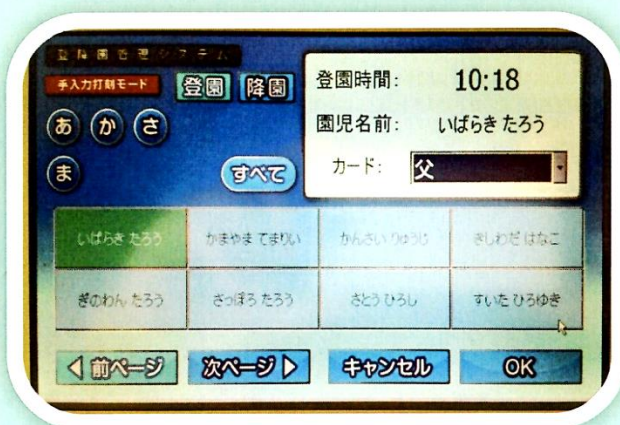 登降園管理システム
手入力打刻モード 登園 降園
登園時間: 10:18
園児名前: いばらき たろう
カード: 父
あ か さ
ま すべて
いばらき たろう かまやま てまりい かんさい りゅうじ きしわだ はなこ
ぎのわん たろう さっぽろ たろう さとう ひろし すいた ひろゆき
前ページ 次ページ キャンセル OK